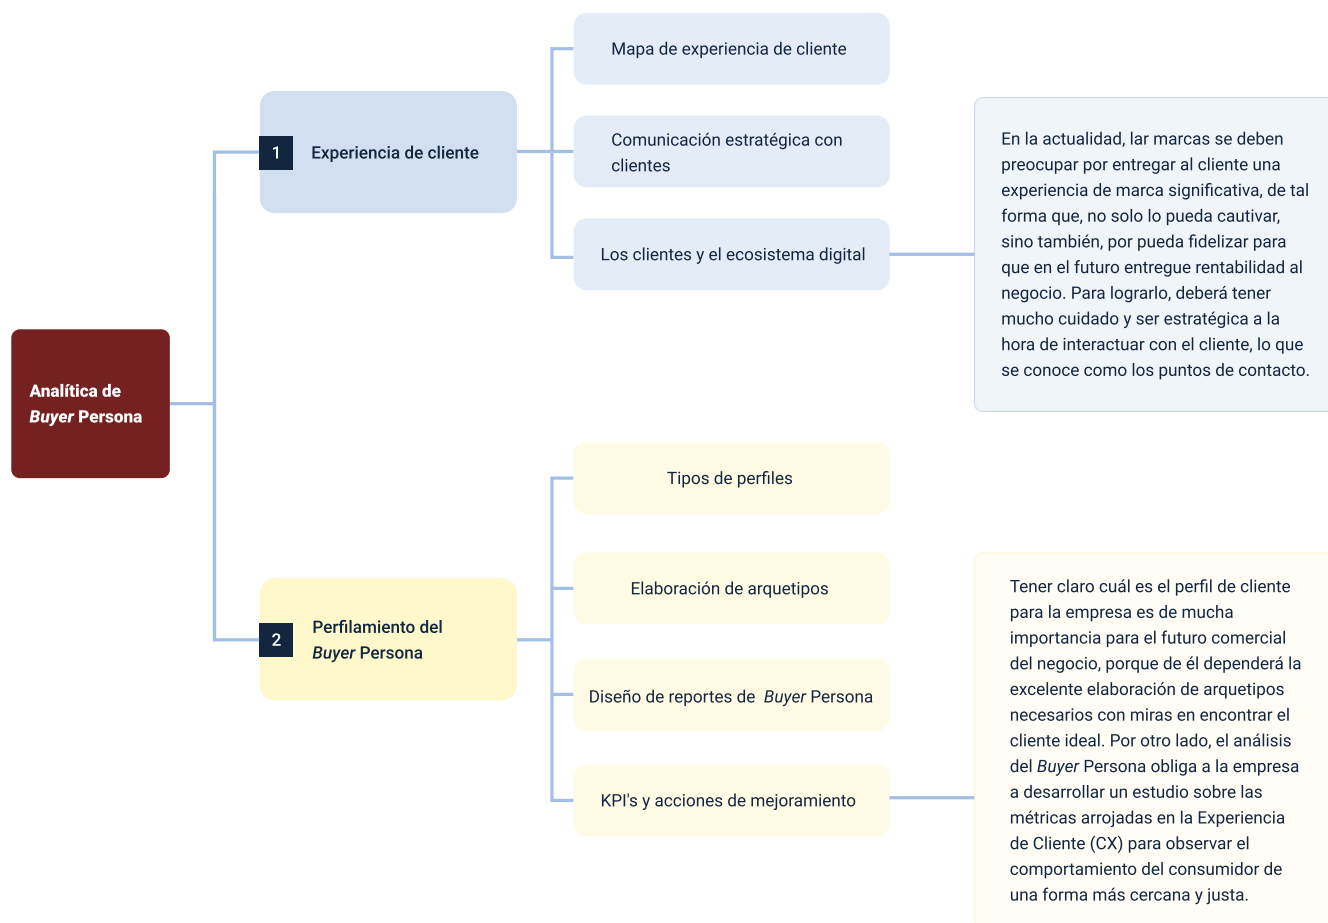 Analítica de
Buyer Persona
1
Experiencia de cliente
Mapa de experiencia de cliente
Comunicación estratégica con
clientes
Los clientes y el ecosistema digital
En la actualidad, lar marcas se deben
preocupar por entregar al cliente una
experiencia de marca significativa, de tal
forma que, no solo lo pueda cautivar,
sino también, por pueda fidelizar para
que en el futuro entregue rentabilidad al
negocio. Para lograrlo, deberá tener
mucho cuidado y ser estratégica a la
hora de interactuar con el cliente, lo que
se conoce como los puntos de contacto.
2
Perfilamiento del
Buyer Persona
Tipos de perfiles
Elaboración de arquetipos
Diseño de reportes de Buyer Persona
KPI's y acciones de mejoramiento
Tener claro cuál es el perfil de cliente
para la empresa es de mucha
importancia para el futuro comercial
del negocio, porque de él dependerá la
excelente elaboración de arquetipos
necesarios con miras en encontrar el
cliente ideal. Por otro lado, el análisis
del Buyer Persona obliga a la empresa
a desarrollar un estudio sobre las
métricas arrojadas en la Experiencia
de Cliente (CX) para observar el
comportamiento del consumidor de
una forma más cercana y justa.